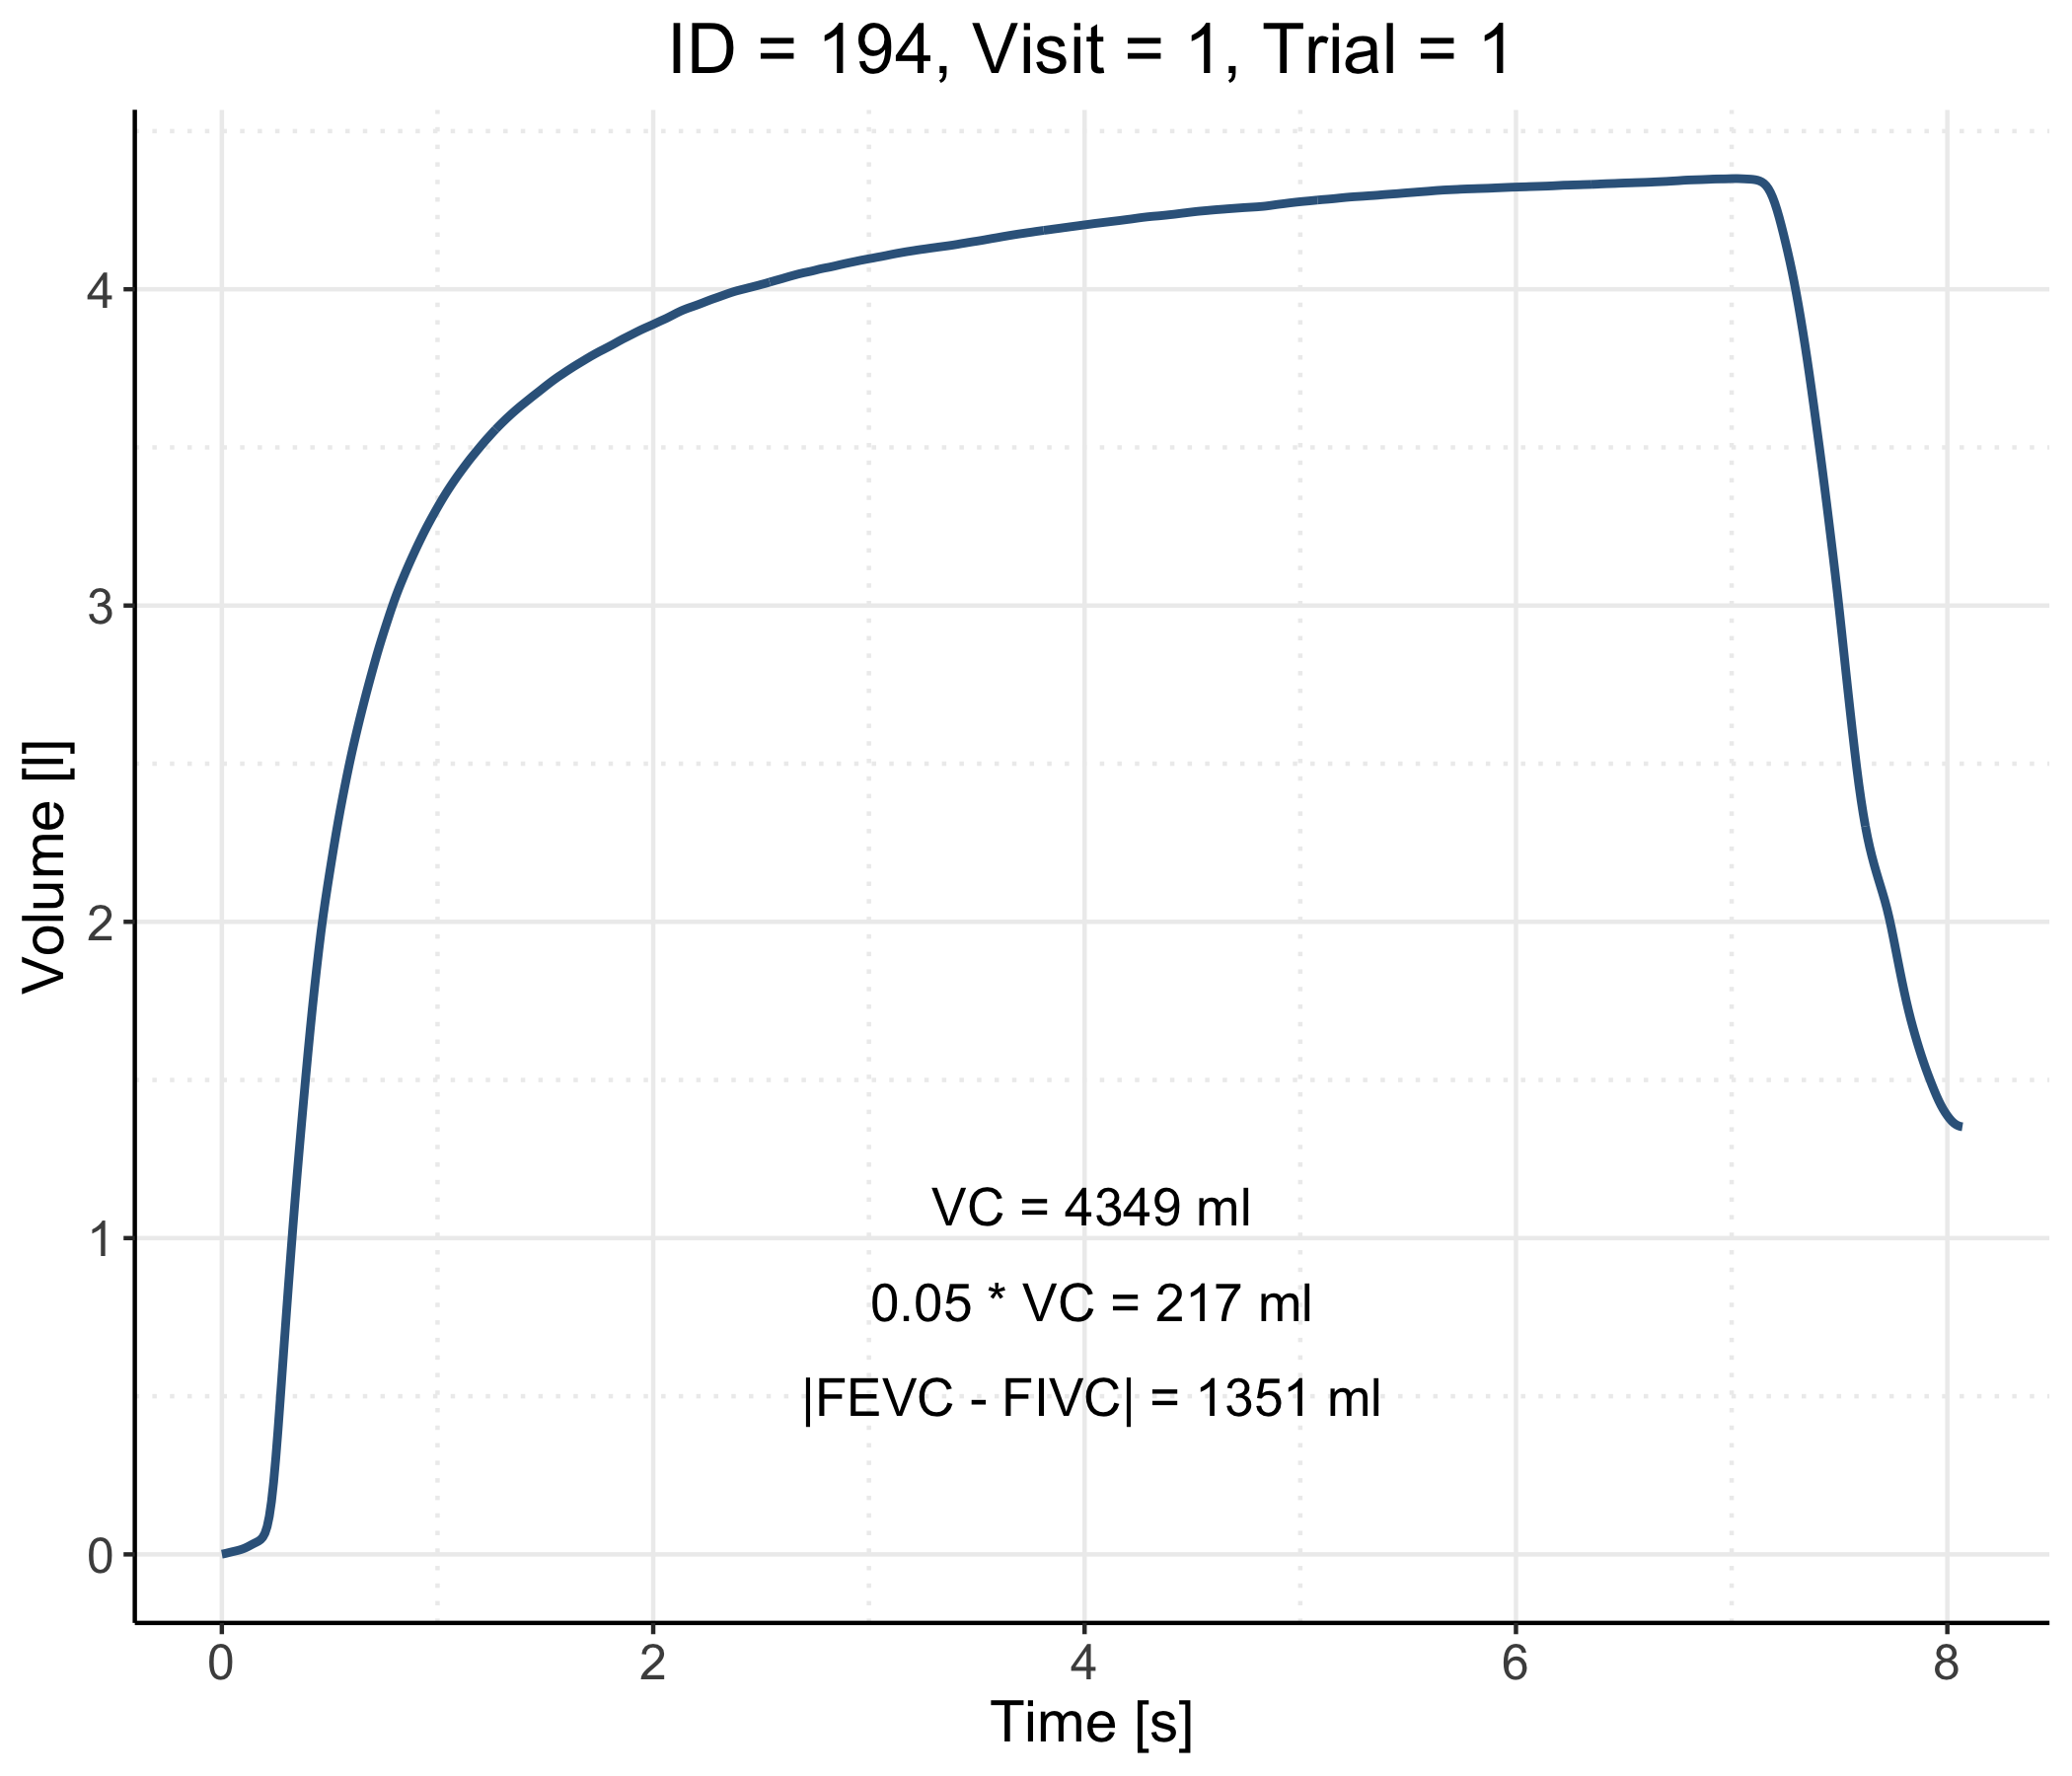 ID = 194, Visit = 1, Trial = 1
Volume [l]
4
3
2
1
0
VC = 4349 ml
0.05 * VC = 217 ml
|FEVC - FIVC| = 1351 ml
0 2 4 6 8
Time [s]